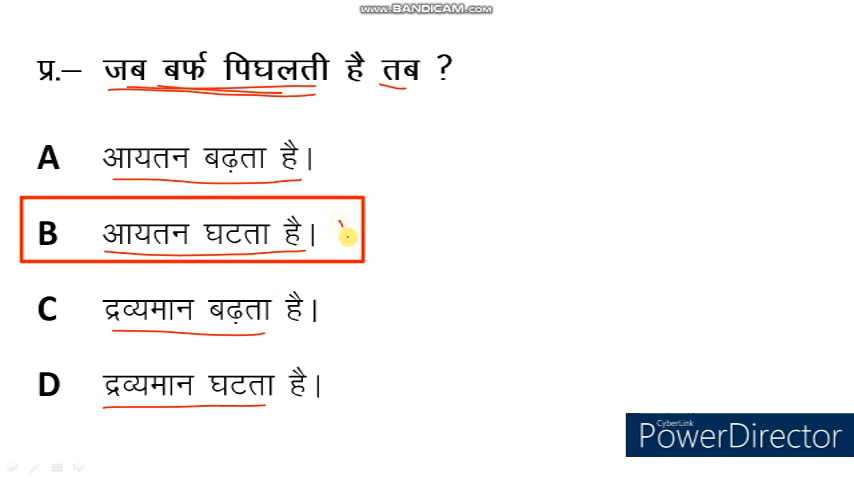 www.BANDICAM.com
प्र.– जब बर्फ पिघलती है तब ?
A आयतन बढ़ता है।
B आयतन घटता है।
C द्रव्यमान बढ़ता है।
D द्रव्यमान घटता है।
CyberLink
PowerDirector